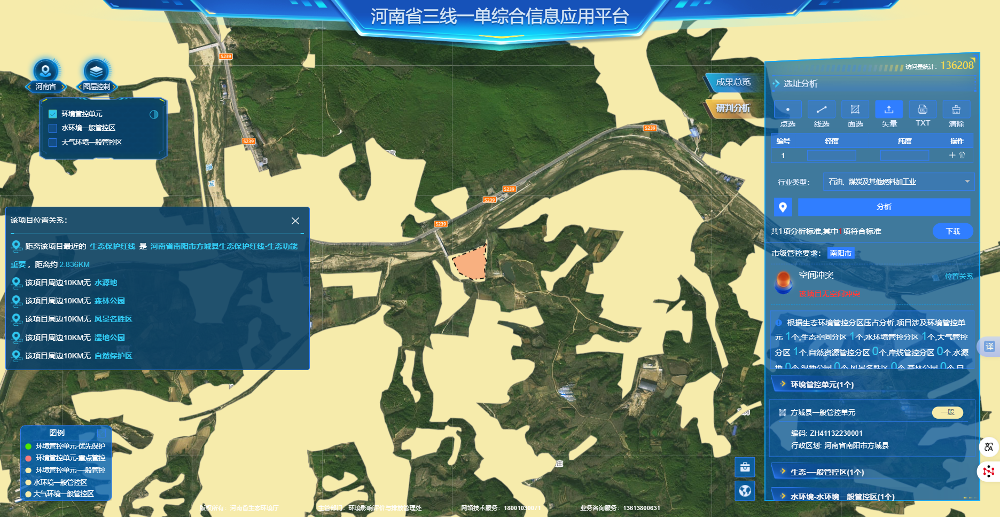 河南省三线一单综合信息应用平台
河南省
图层控制
环境管控单元
水环境一般管控区
大气环境一般管控区
S239
S239
S239
S239
S239
S239
成果总览
研判分析
访问量统计：136208
选址分析
点选
线选
面选
矢量
TXT
清除
编号 经度 纬度 操作
1
行业类型：
石油、煤炭及其他燃料加工业
分析
共1项分析标准,其中1项符合标准
下载
市级管控要求：
南阳市
空间冲突
位置关系
该项目无空间冲突
根据生态环境管控分区压占分析,项目涉及环境管控单
元 1个,生态空间分区 1个,水环境管控分区 1个,大气管控
分区 1个,自然资源管控分区 0个,岸线管控分区 0个,水源
地 0个,湿地公园 0个,风景名胜区 0个,森林公园 0个,自
环境管控单元(1个)
方城县一般管控单元
一般
编码: ZH41132230001
行政区划: 河南省南阳市方城县
生态-一般管控区(1个)
水环境-水环境一般管控区(1个)
该项目位置关系：
距离该项目最近的 生态保护红线 是 河南省南阳市方城县生态保护红线-生态功能
重要，距离约 2.836KM
该项目周边10KM无 水源地
该项目周边10KM无 森林公园
该项目周边10KM无 风景名胜区
该项目周边10KM无 湿地公园
该项目周边10KM无 自然保护区
图例
环境管控单元-优先保护
环境管控单元-重点管控
环境管控单元-一般管控
水环境一般管控区
大气环境一般管控区
庄
译
版权所有：河南省生态环境厅
主管部门：环境影响评价与排放管理处
网络技术服务：18001030071
业务咨询服务：13613800631